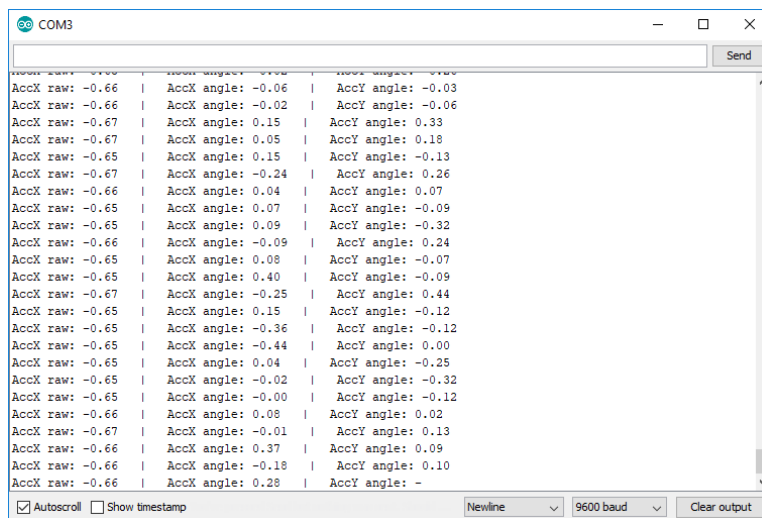 COM3
Send
AccX raw: -0.66 | AccX angle: -0.06 | AccY angle: -0.03
AccX raw: -0.66 | AccX angle: -0.02 | AccY angle: -0.06
AccX raw: -0.67 | AccX angle: 0.15 | AccY angle: 0.33
AccX raw: -0.67 | AccX angle: 0.05 | AccY angle: 0.18
AccX raw: -0.65 | AccX angle: 0.15 | AccY angle: -0.13
AccX raw: -0.67 | AccX angle: -0.24 | AccY angle: 0.26
AccX raw: -0.66 | AccX angle: 0.04 | AccY angle: 0.07
AccX raw: -0.65 | AccX angle: 0.07 | AccY angle: -0.09
AccX raw: -0.65 | AccX angle: 0.09 | AccY angle: -0.32
AccX raw: -0.66 | AccX angle: -0.09 | AccY angle: 0.24
AccX raw: -0.65 | AccX angle: 0.08 | AccY angle: -0.07
AccX raw: -0.65 | AccX angle: 0.40 | AccY angle: -0.09
AccX raw: -0.67 | AccX angle: -0.25 | AccY angle: 0.44
AccX raw: -0.65 | AccX angle: 0.15 | AccY angle: -0.12
AccX raw: -0.65 | AccX angle: -0.36 | AccY angle: -0.12
AccX raw: -0.65 | AccX angle: -0.44 | AccY angle: 0.00
AccX raw: -0.65 | AccX angle: 0.04 | AccY angle: -0.25
AccX raw: -0.65 | AccX angle: -0.02 | AccY angle: -0.32
AccX raw: -0.65 | AccX angle: -0.00 | AccY angle: -0.12
AccX raw: -0.66 | AccX angle: 0.08 | AccY angle: 0.02
AccX raw: -0.67 | AccX angle: -0.01 | AccY angle: 0.13
AccX raw: -0.66 | AccX angle: 0.37 | AccY angle: 0.09
AccX raw: -0.66 | AccX angle: -0.18 | AccY angle: 0.10
AccX raw: -0.66 | AccX angle: 0.28 | AccY angle: -
Autoscroll Show timestamp Newline 9600 baud Clear output